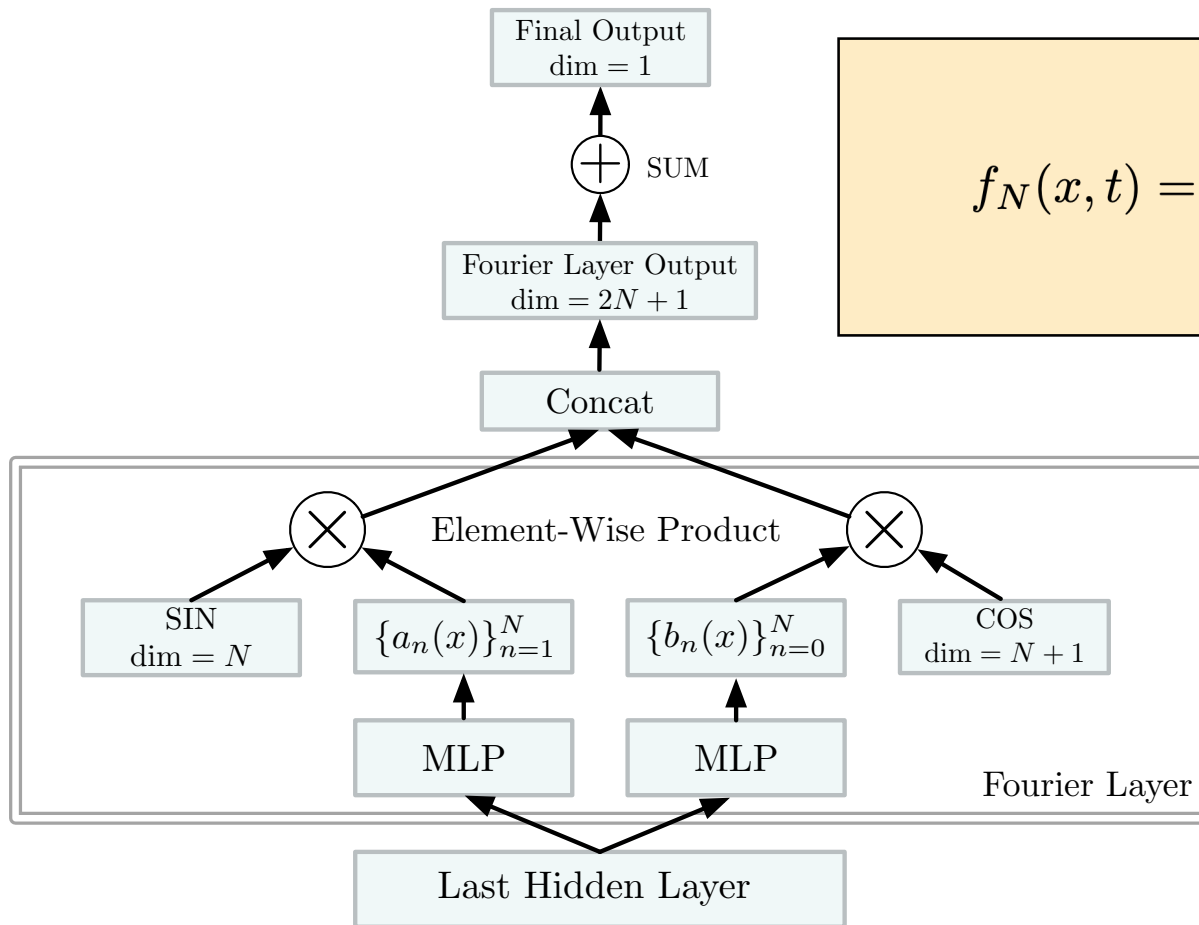 Final Output
dim = 1
SUM
f_N(x, t) =
Fourier Layer Output
dim = 2N + 1
Concat
Element-Wise Product
SIN
dim = N
{a_n(x)}_{n=1}^N
{b_n(x)}_{n=0}^N
COS
dim = N + 1
MLP
MLP
Fourier Layer
Last Hidden Layer